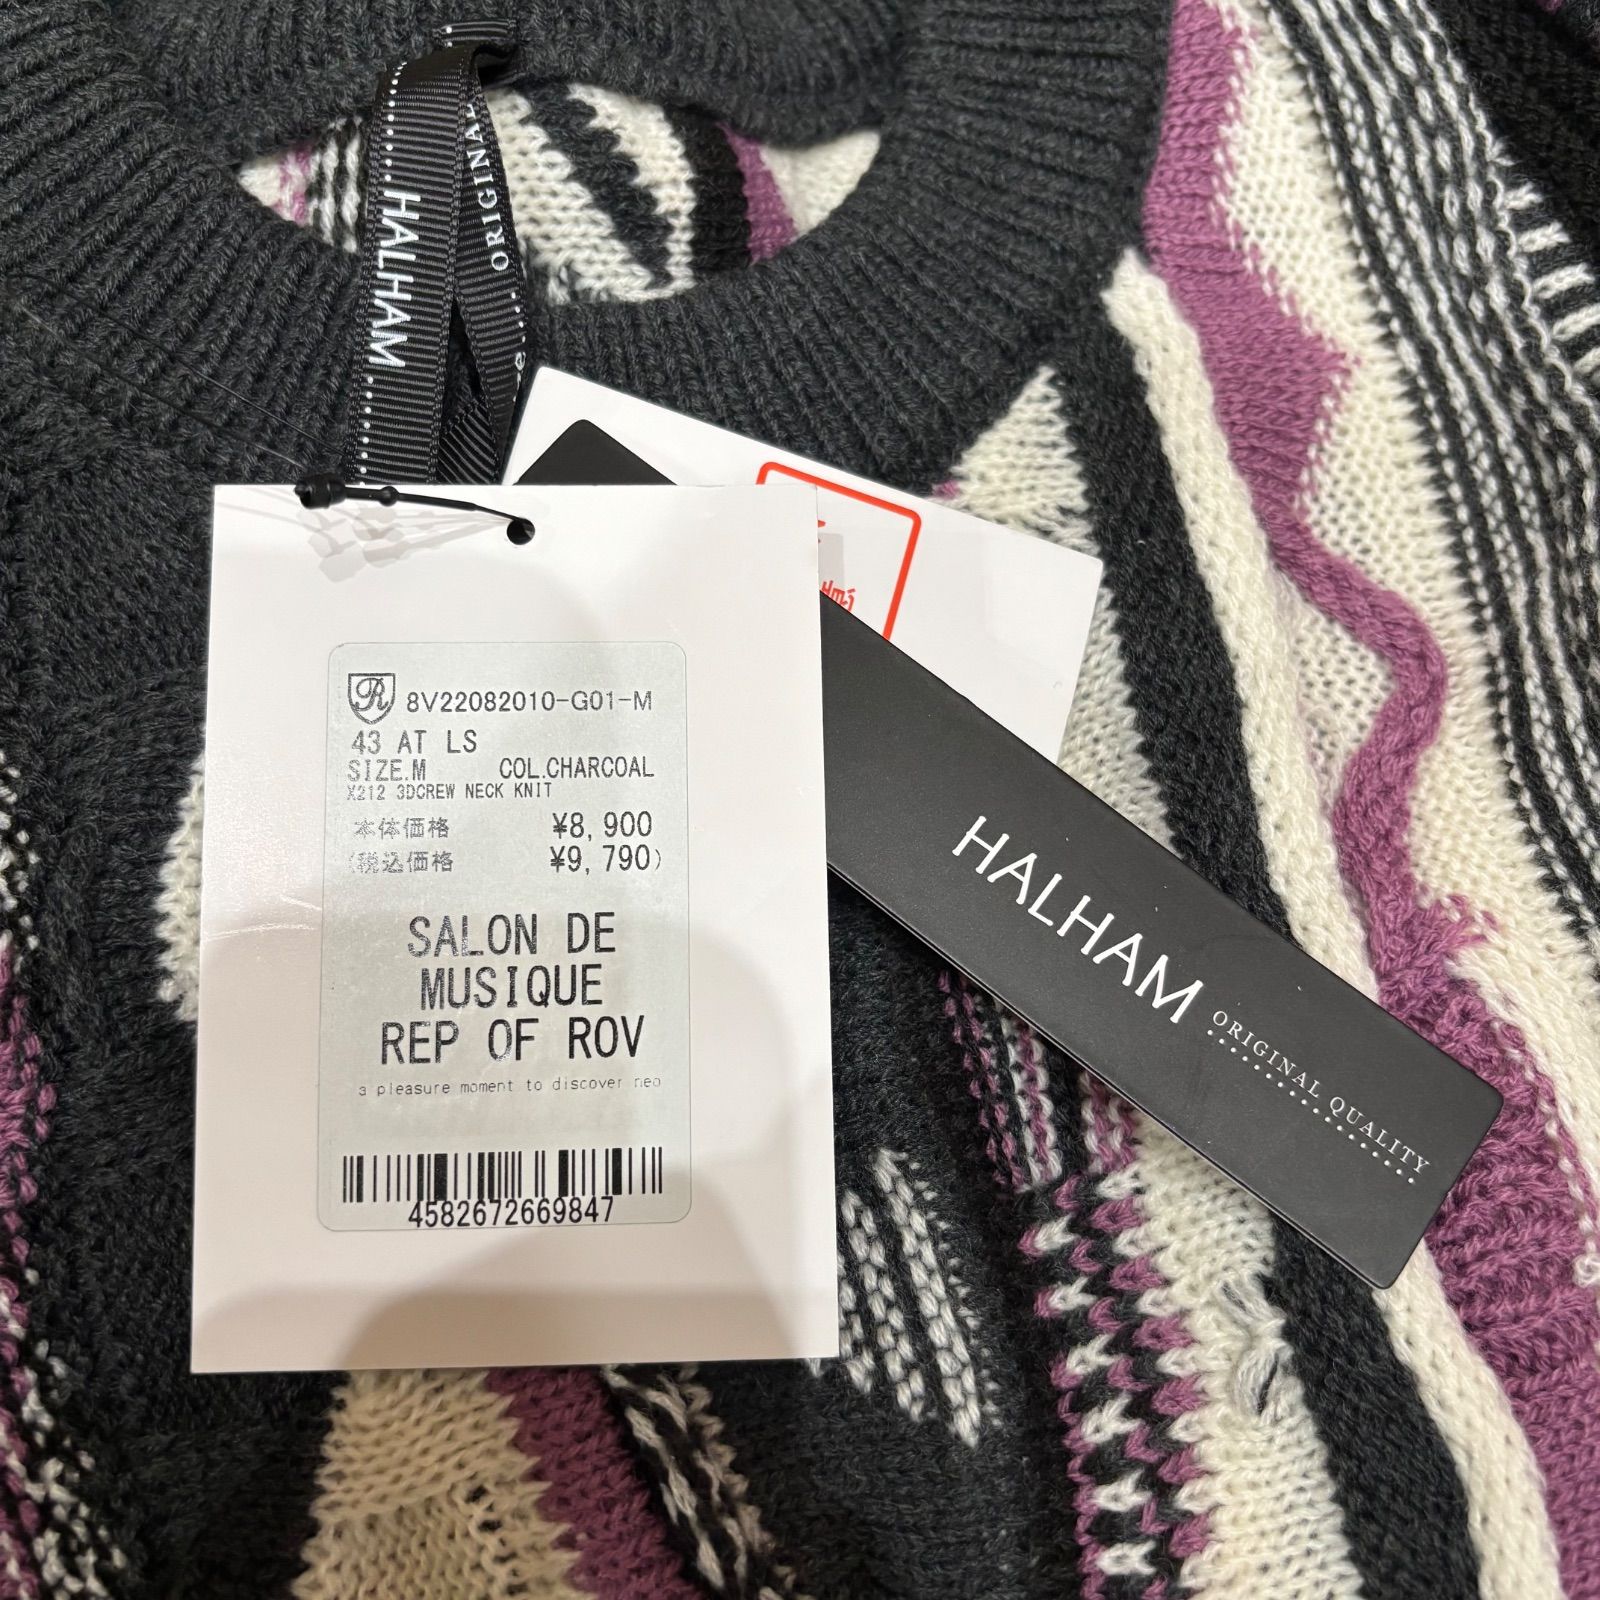 HALHAM
ORIGINAL
8V22082010-G01-M
43 AT LS
SIZE.M COL.CHARCOAL
X212 3DCREW NECK KNIT
本体価格 ¥8,900
(税込価格 ¥9,790)
SALON DE
MUSIQUE
REP OF ROV
a pleasure moment to discover neo
4582672669847
HALHAM
ORIGINAL QUALITY